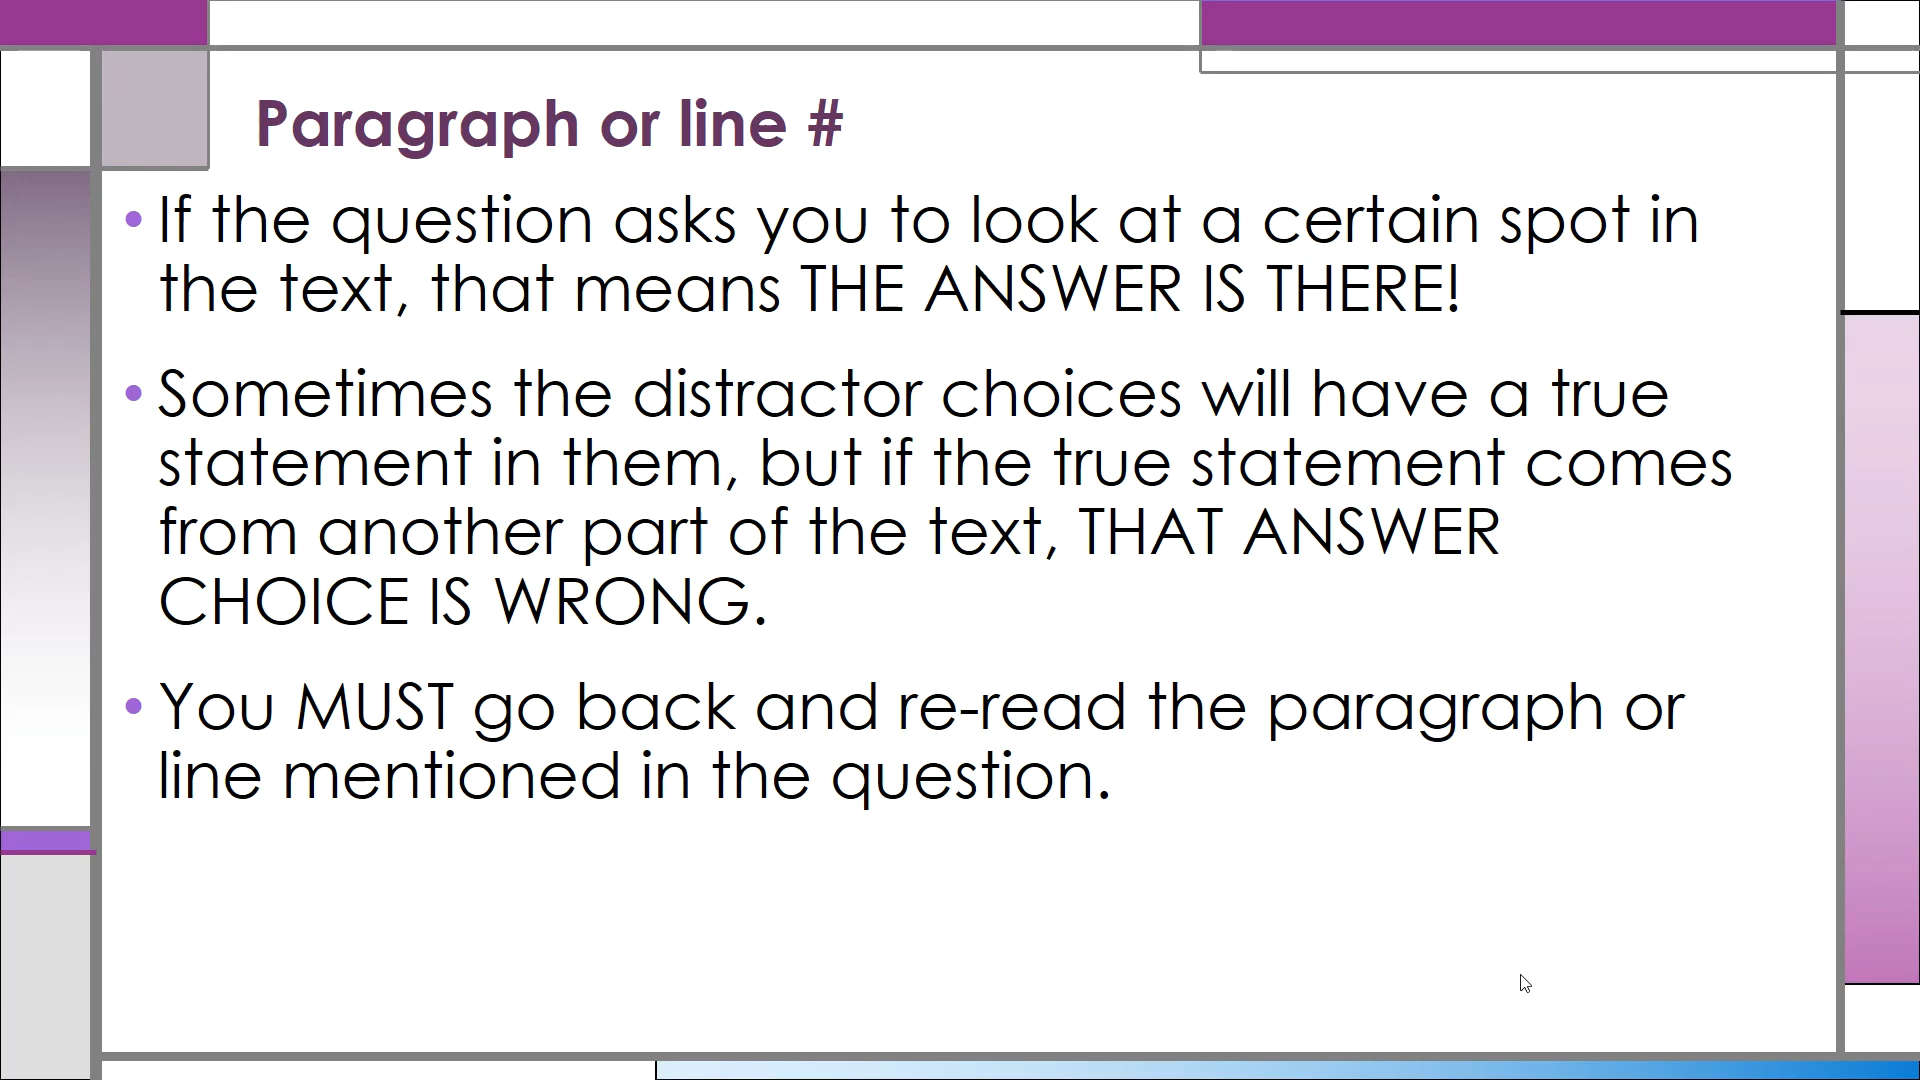 Paragraph or line #
• If the question asks you to look at a certain spot in
the text, that means THE ANSWER IS THERE!
• Sometimes the distractor choices will have a true
statement in them, but if the true statement comes
from another part of the text, THAT ANSWER
CHOICE IS WRONG.
• You MUST go back and re-read the paragraph or
line mentioned in the question.